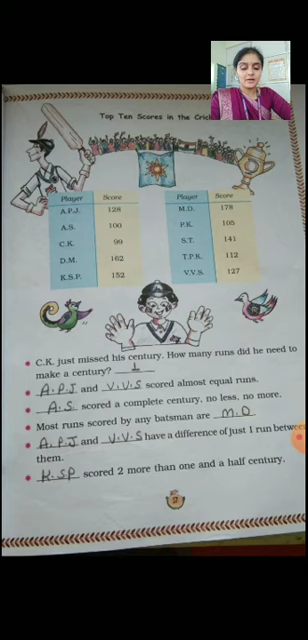 Top Ten Scores in the Cric
Player Score Player Score
A.P.J. 128 M.D. 178
A.S. 100 P.K. 105
C.K. 99 S.T. 141
D.M. 162 T.P.K. 112
K.S.P. 152 V.V.S. 127
* C.K. just missed his century. How many runs did he need to
make a century? 1
* A.P.J and V.V.S scored almost equal runs.
* A.S scored a complete century, no less, no more.
* Most runs scored by any batsman are M.D
* A.P.J and V.V.S have a difference of just 1 run betwee
them.
* K.SP scored 2 more than one and a half century.
57